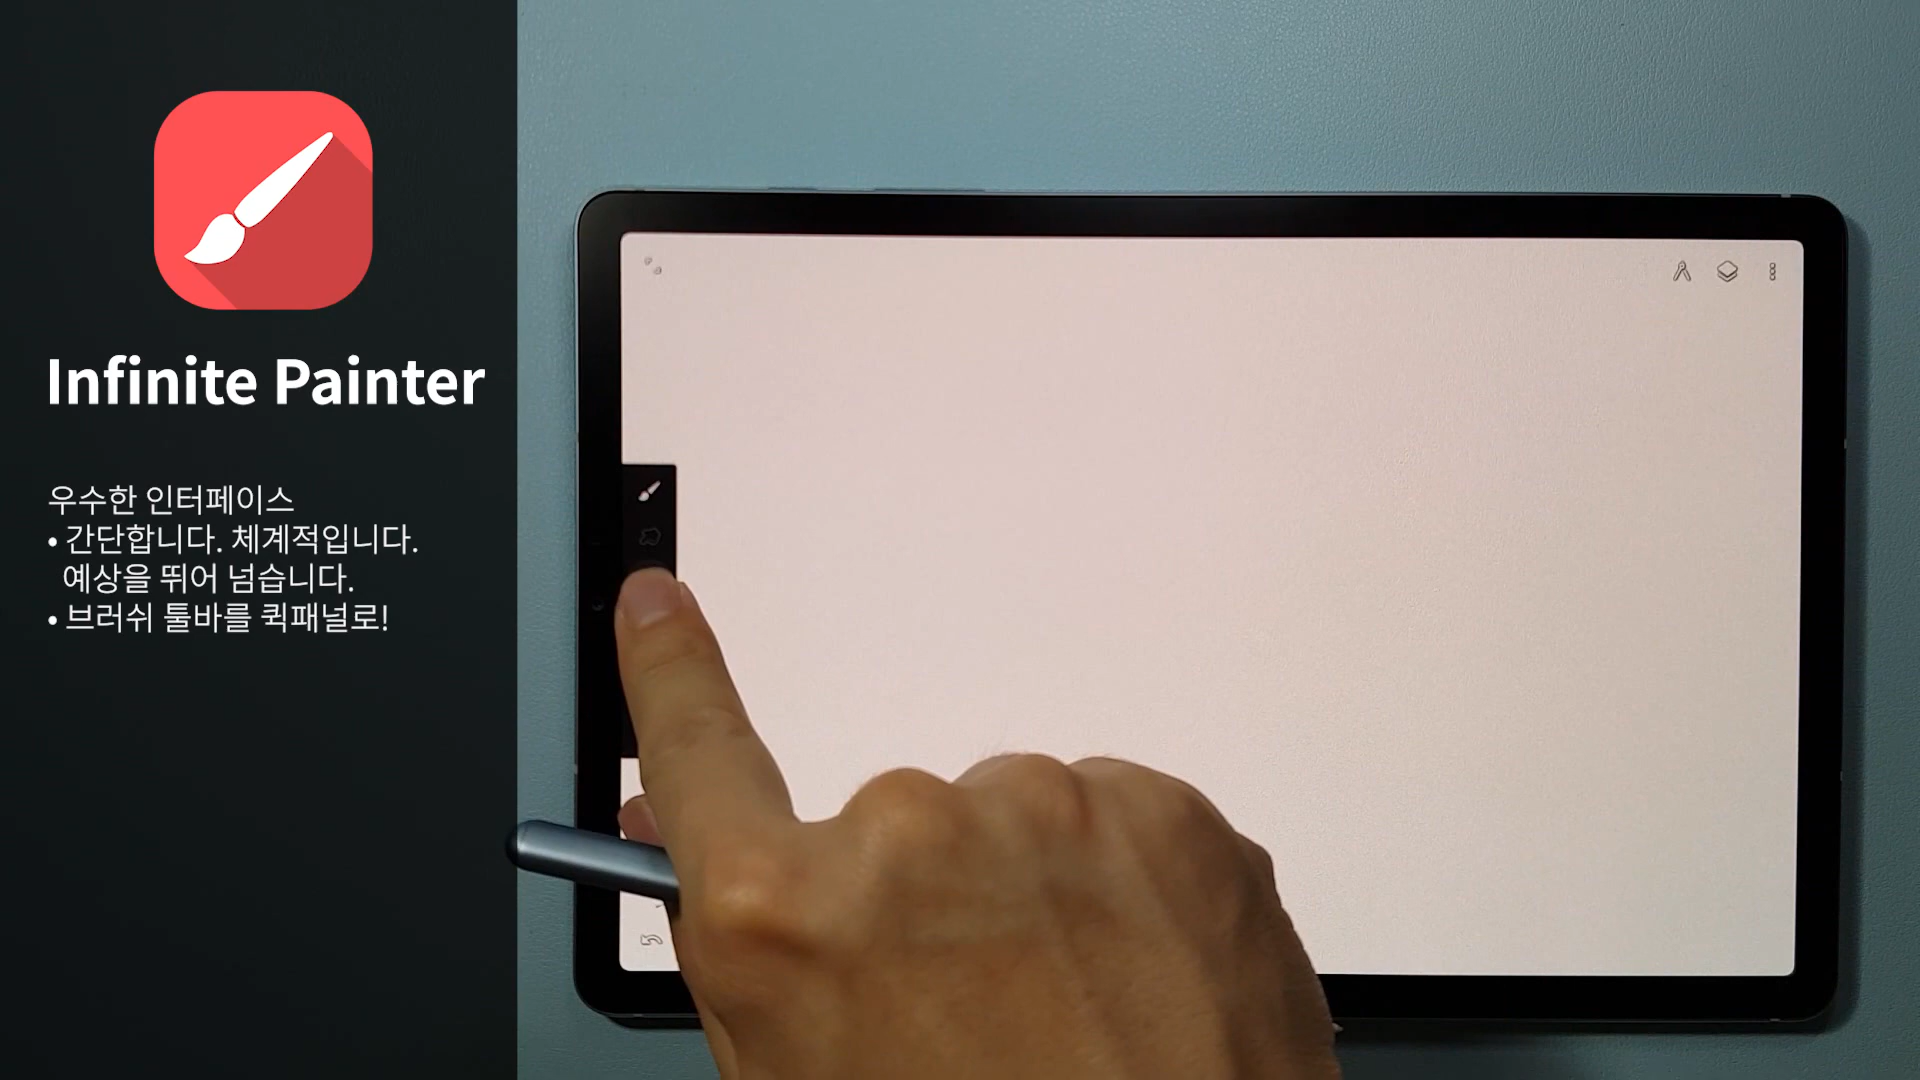 Infinite Painter
우수한 인터페이스
• 간단합니다. 체계적입니다.
예상을 뛰어 넘습니다.
• 브러쉬 툴바를 퀵패널로!